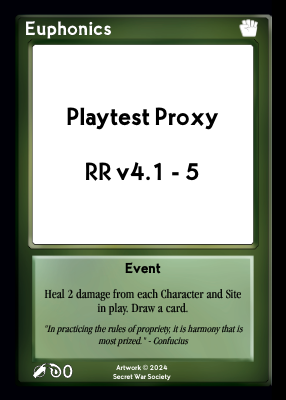 Euphonics
Playtest Proxy
RR v4.1 - 5
Event
Heal 2 damage from each Character and Site
in play. Draw a card.
"In practicing the rules of propriety, it is harmony that is
most prized." - Confucius
0
Artwork © 2024
Secret War Society